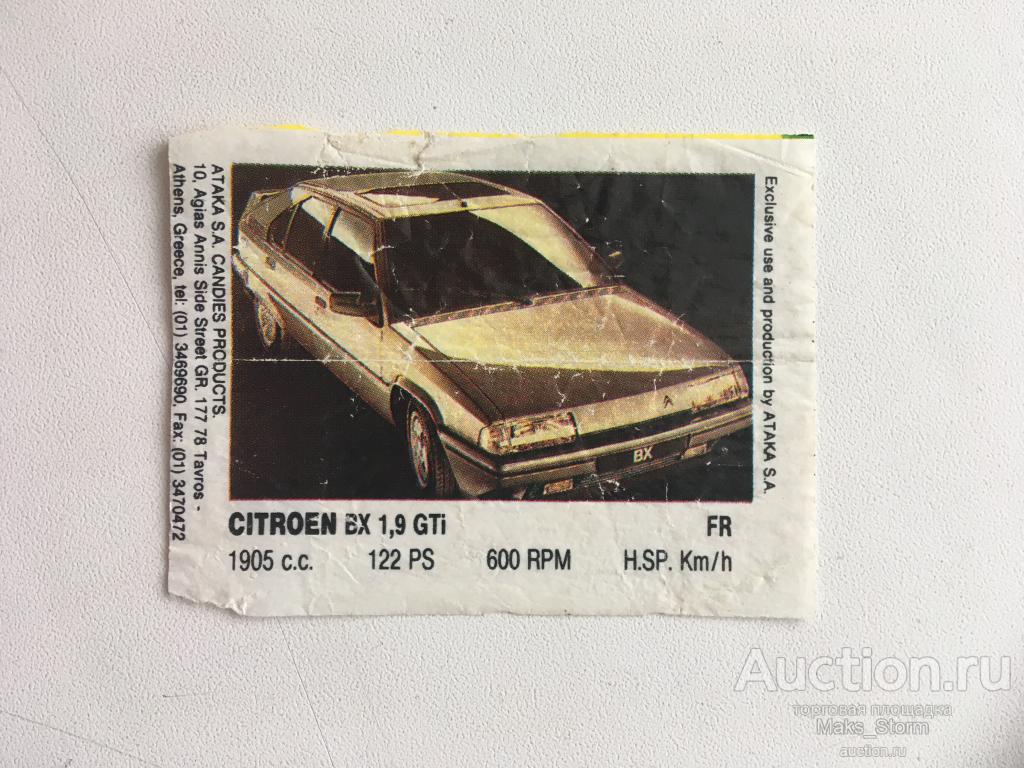 ATAKA S.A. CANDIES PRODUCTS.
10, Agias Annis Side Street GR. 177 78 Tavros -
Athens, Greece, tel: (01) 3469690, Fax: (01) 3470472
Exclusive use and production by ATAKA S.A.
BX
CITROEN BX 1,9 GTi FR
1905 c.c. 122 PS 600 RPM H.SP. Km/h
Auction.ru
торговая площадка
Maks_Storm
auction.ru